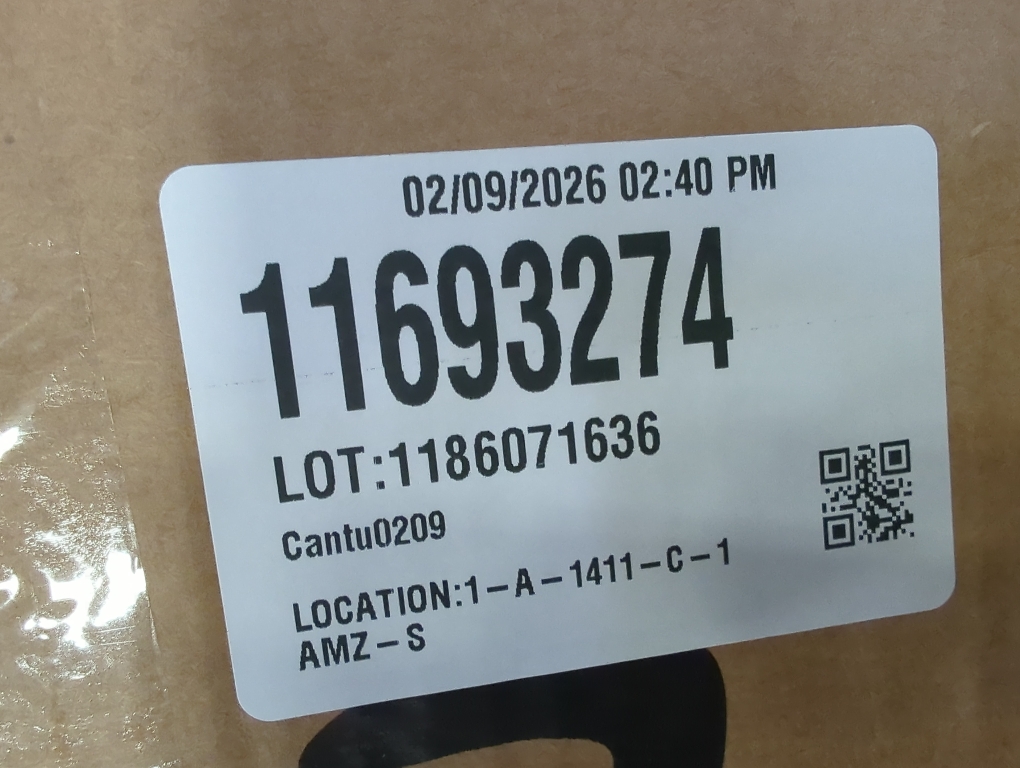 02/09/2026 02:40 PM
11693274
LOT:1186071636
Cantu0209
LOCATION:1-A-1411-C-1
AMZ-S